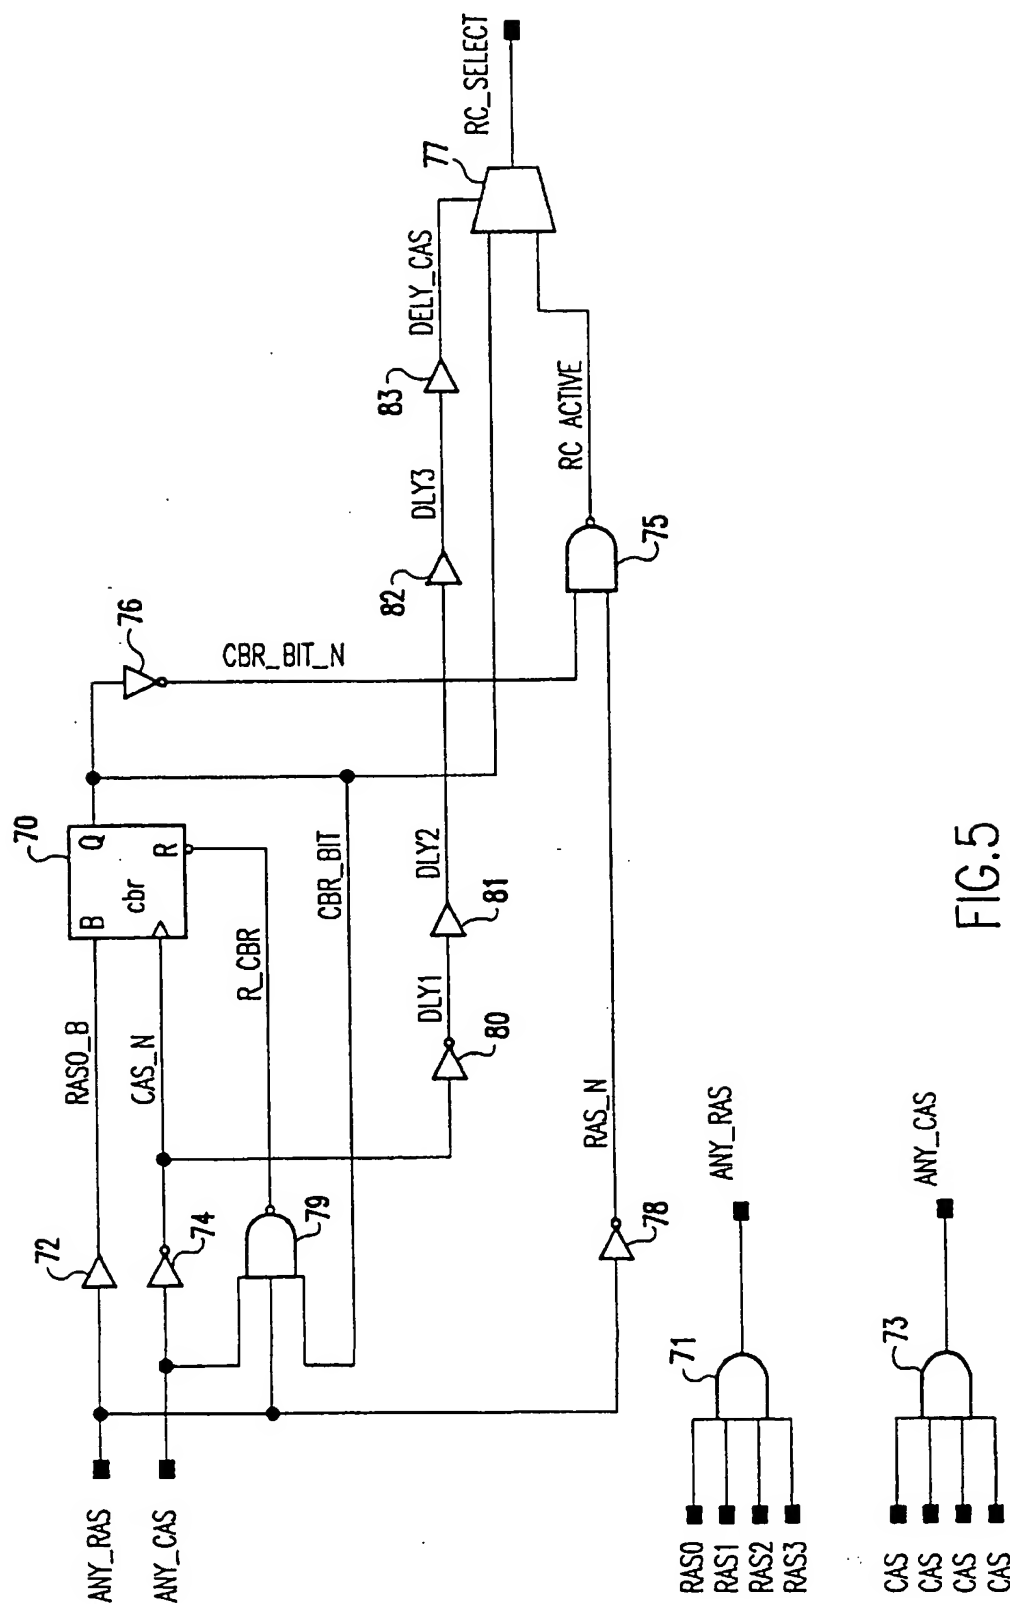 ANY_RAS
ANY_CAS
72
RASO_B
74
CAS_N
79
R_CBR
70
B
Q
cbr
R
CBR_BIT
76
CBR_BIT_N
80
DLY1
81
DLY2
82
DLY3
83
DELY_CAS
77
RC_SELECT
78
RAS_N
75
RC ACTIVE
RAS0
RAS1
RAS2
RAS3
71
ANY_RAS
CAS
CAS
CAS
CAS
73
ANY_CAS
FIG.5